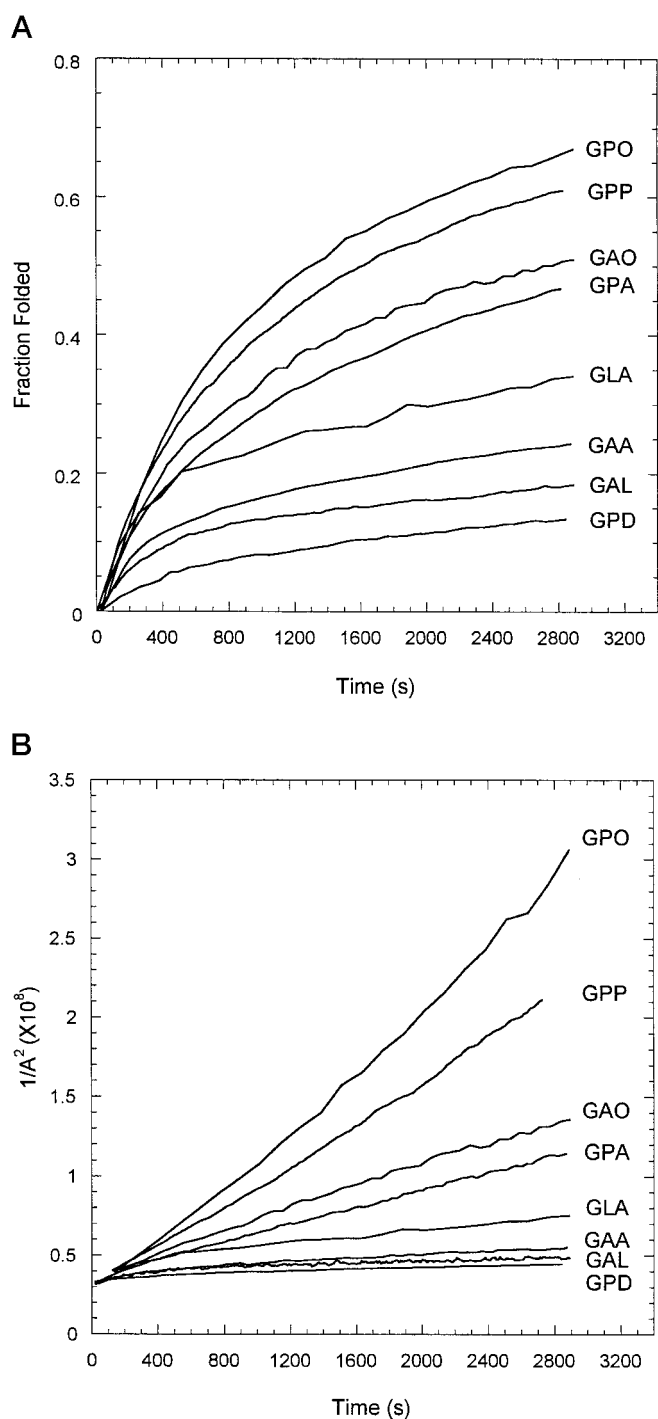 A
0.8
0.6
0.4
0.2
0
Fraction Folded
GPO
GPP
GAO
GPA
GLA
GAA
GAL
GPD
0 400 800 1200 1600 2000 2400 2800 3200
Time (s)
B
3.5
3
2.5
2
1.5
1
0.5
0
1/A² (X10⁸)
GPO
GPP
GAO
GPA
GLA
GAA
GAL
GPD
0 400 800 1200 1600 2000 2400 2800 3200
Time (s)